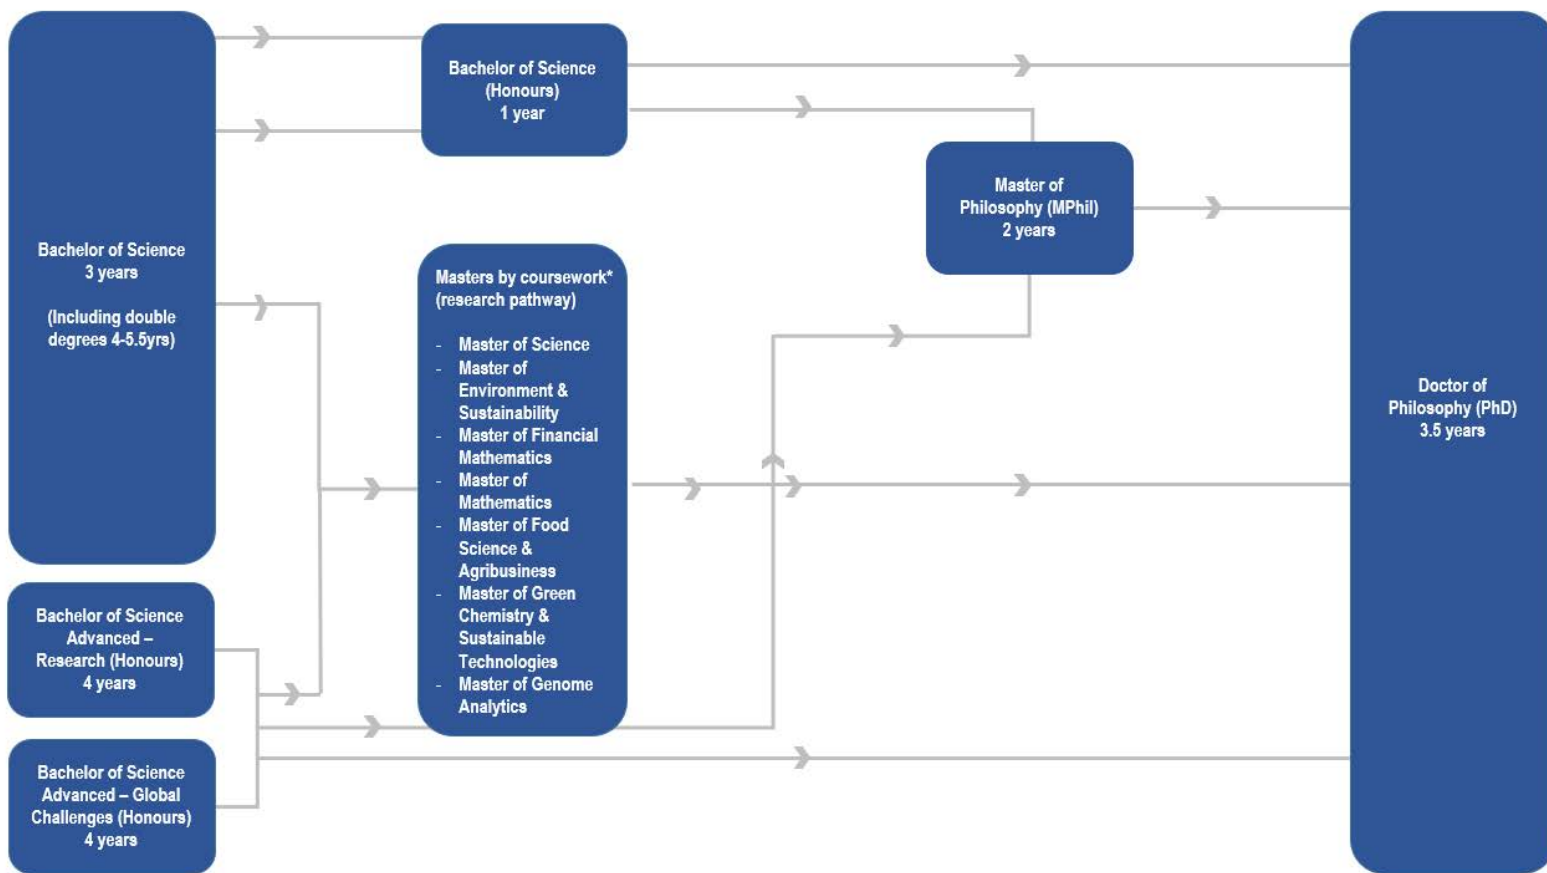 Bachelor of Science
3 years
(Including double
degrees 4-5.5yrs)
Bachelor of Science
Advanced –
Research (Honours)
4 years
Bachelor of Science
Advanced – Global
Challenges (Honours)
4 years
Bachelor of Science
(Honours)
1 year
Masters by coursework*
(research pathway)
- Master of Science
- Master of
Environment &
Sustainability
- Master of Financial
Mathematics
- Master of
Mathematics
- Master of Food
Science &
Agribusiness
- Master of Green
Chemistry &
Sustainable
Technologies
- Master of Genome
Analytics
Master of
Philosophy (MPhil)
2 years
Doctor of
Philosophy (PhD)
3.5 years